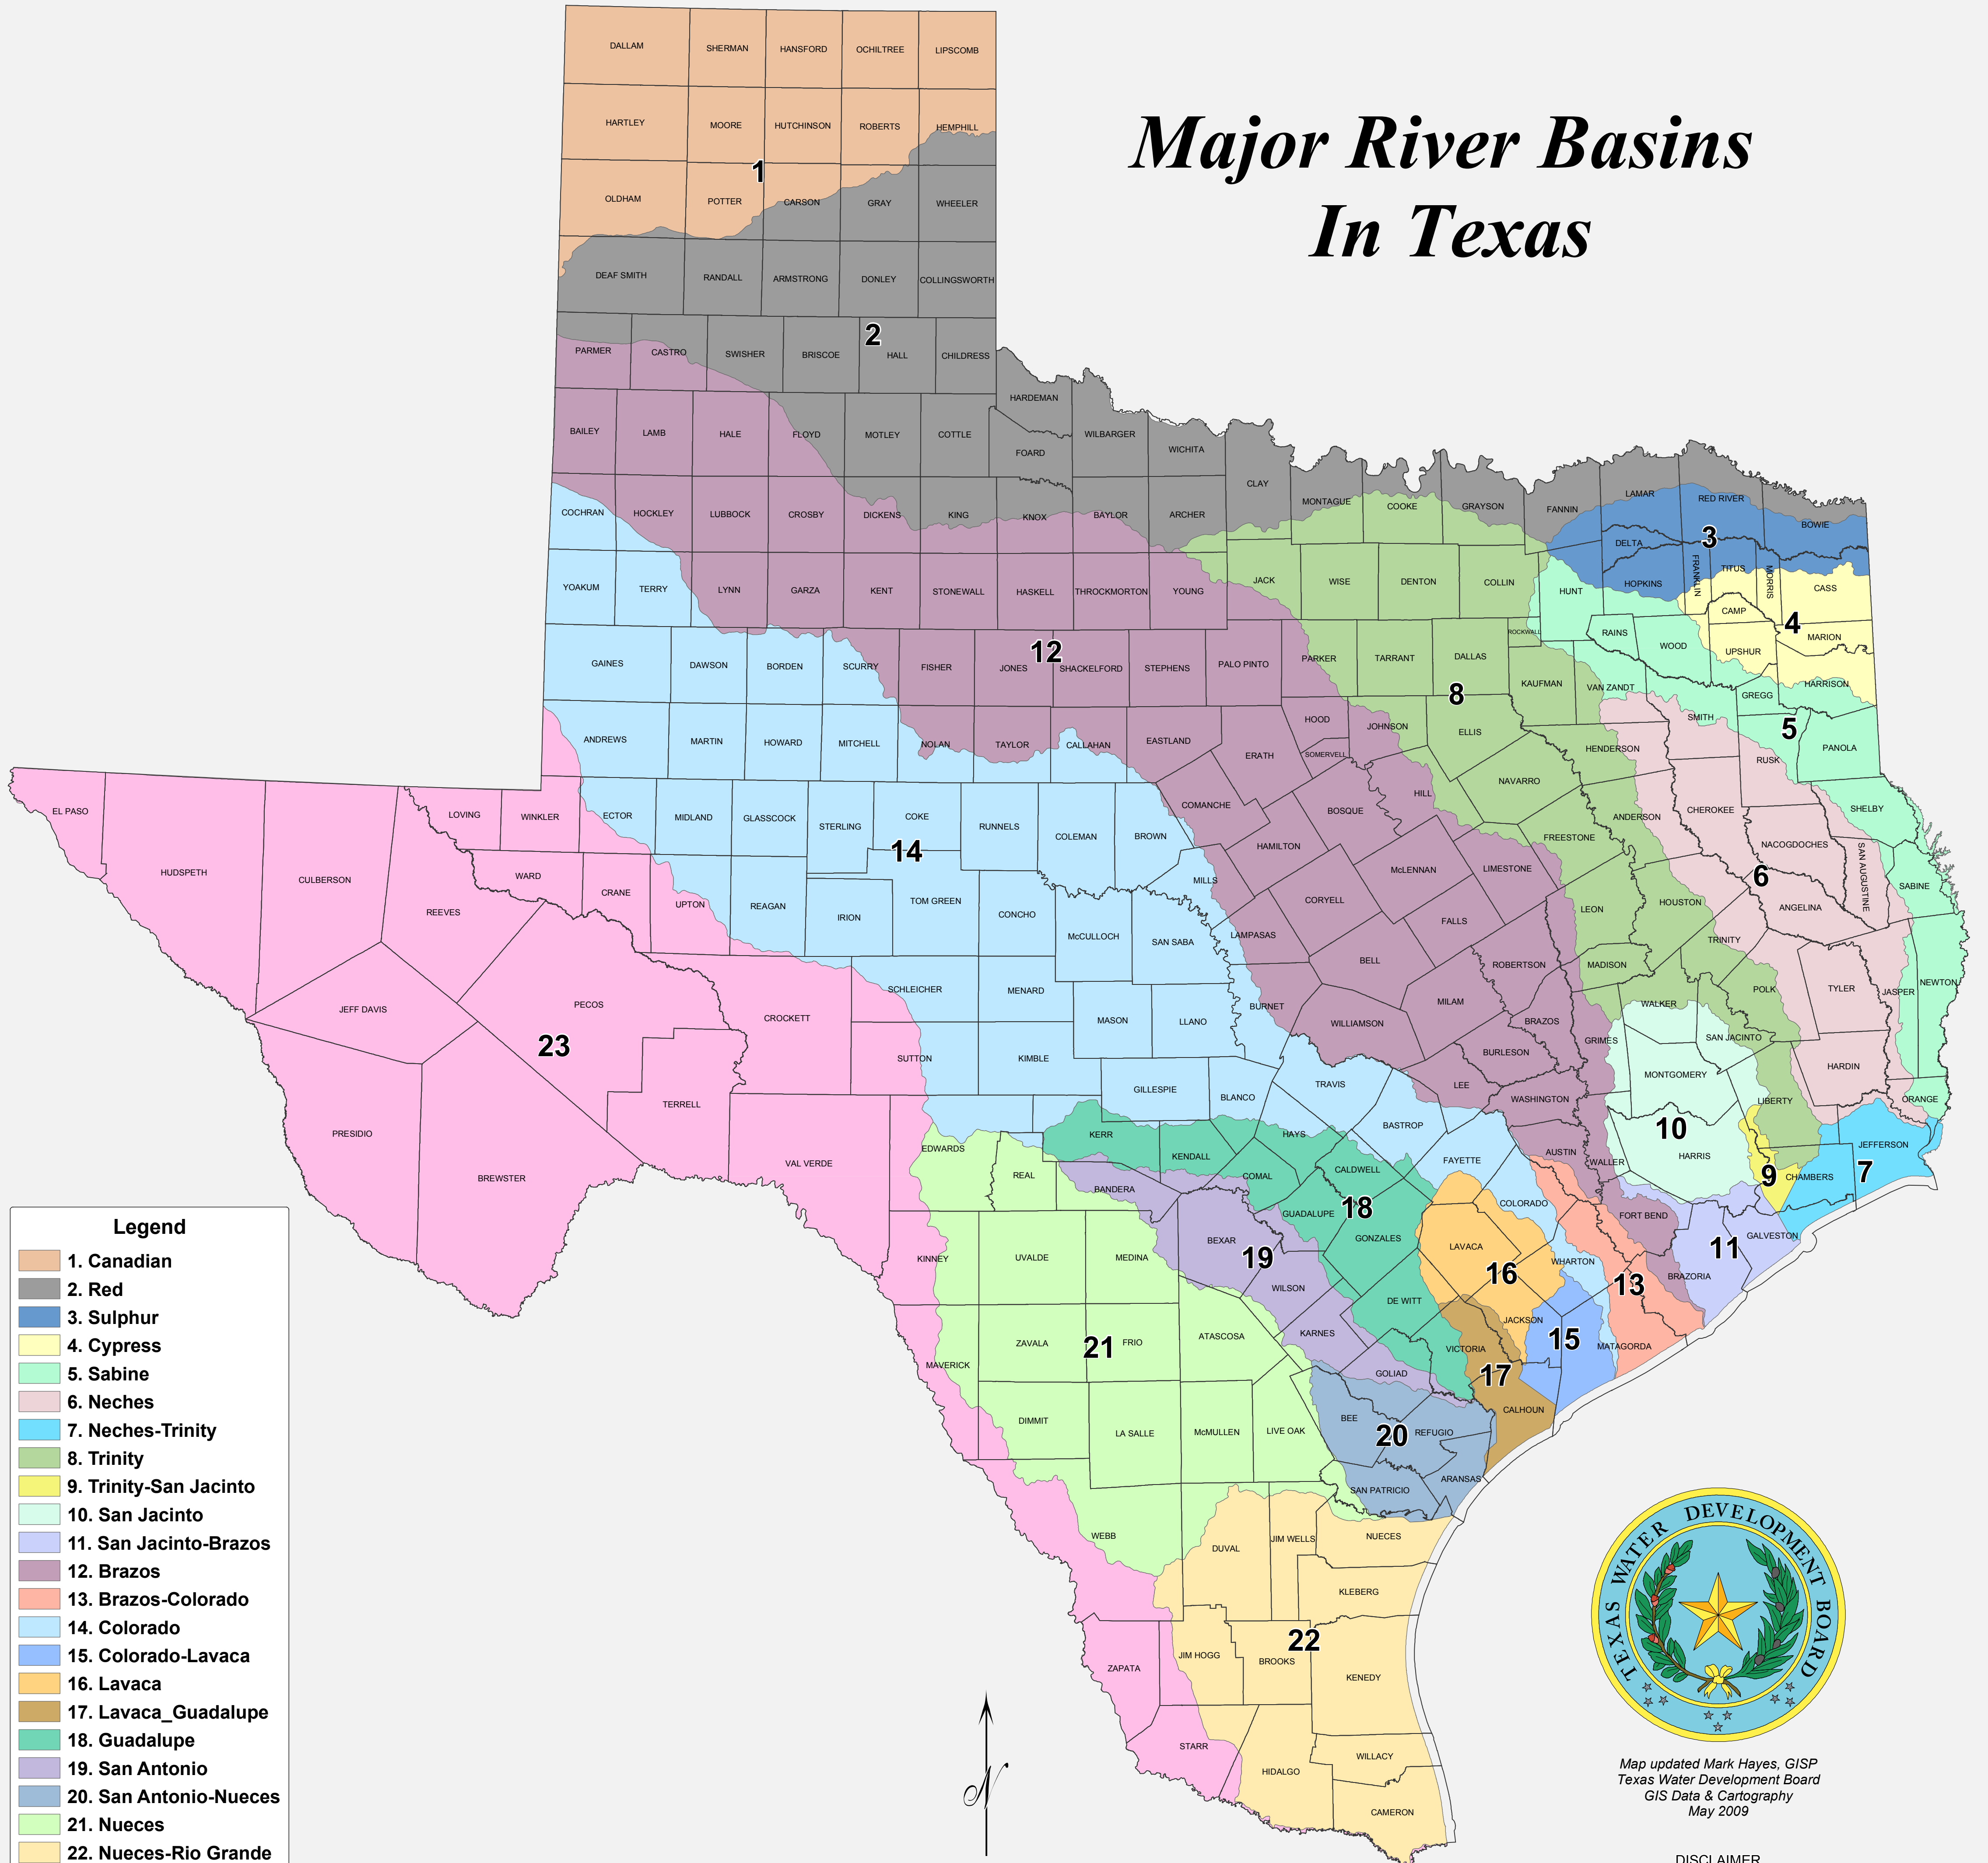 Major River Basins
In Texas
DALLAM
SHERMAN
HANSFORD
OCHILTREE
LIPSCOMB
HARTLEY
MOORE
HUTCHINSON
ROBERTS
HEMPHILL
1
OLDHAM
POTTER
CARSON
GRAY
WHEELER
DEAF SMITH
RANDALL
ARMSTRONG
DONLEY
COLLINGSWORTH
2
PARMER
CASTRO
SWISHER
BRISCOE
HALL
CHILDRESS
HARDEMAN
BAILEY
LAMB
HALE
FLOYD
MOTLEY
COTTLE
FOARD
WILBARGER
WICHITA
CLAY
MONTAGUE
COOKE
GRAYSON
FANNIN
LAMAR
RED RIVER
BOWIE
COCHRAN
HOCKLEY
LUBBOCK
CROSBY
DICKENS
KING
KNOX
BAYLOR
ARCHER
3
DELTA
HOPKINS
FRANKLIN
TITUS
MORRIS
CASS
YOAKUM
TERRY
LYNN
GARZA
KENT
STONEWALL
HASKELL
THROCKMORTON
YOUNG
JACK
WISE
DENTON
COLLIN
HUNT
CAMP
4
MARION
ROCKWALL
RAINS
WOOD
UPSHUR
GAINES
DAWSON
BORDEN
SCURRY
FISHER
JONES
12
SHACKELFORD
STEPHENS
PALO PINTO
PARKER
TARRANT
DALLAS
8
KAUFMAN
VAN ZANDT
GREGG
HARRISON
SMITH
5
ANDREWS
MARTIN
HOWARD
MITCHELL
NOLAN
TAYLOR
CALLAHAN
EASTLAND
ERATH
HOOD
SOMERVELL
JOHNSON
ELLIS
HENDERSON
RUSK
PANOLA
NAVARRO
EL PASO
HUDSPETH
CULBERSON
LOVING
WINKLER
ECTOR
MIDLAND
GLASSCOCK
STERLING
COKE
14
RUNNELS
COLEMAN
BROWN
COMANCHE
BOSQUE
HILL
FREESTONE
ANDERSON
CHEROKEE
SHELBY
HAMILTON
NACOGDOCHES
SAN AUGUSTINE
6
SABINE
REEVES
WARD
CRANE
UPTON
REAGAN
IRION
TOM GREEN
CONCHO
MILLS
McLENNAN
LIMESTONE
CORYELL
FALLS
LEON
HOUSTON
ANGELINA
McCULLOCH
SAN SABA
LAMPASAS
BELL
ROBERTSON
MADISON
TRINITY
JEFF DAVIS
PECOS
23
CROCKETT
SCHLEICHER
MENARD
MASON
LLANO
BURNET
WILLIAMSON
MILAM
BRAZOS
GRIMES
WALKER
POLK
TYLER
JASPER
NEWTON
SAN JACINTO
SUTTON
KIMBLE
BURLESON
MONTGOMERY
HARDIN
PRESIDIO
BREWSTER
TERRELL
VAL VERDE
GILLESPIE
BLANCO
TRAVIS
LEE
WASHINGTON
LIBERTY
ORANGE
10
EDWARDS
REAL
KERR
KENDALL
HAYS
BASTROP
FAYETTE
AUSTIN
WALLER
HARRIS
9
CHAMBERS
7
JEFFERSON
BANDERA
COMAL
CALDWELL
18
GUADALUPE
GONZALES
COLORADO
FORT BEND
11
GALVESTON
KINNEY
UVALDE
MEDINA
BEXAR
19
WILSON
LAVACA
16
WHARTON
13
BRAZORIA
DE WITT
JACKSON
15
MATAGORDA
MAVERICK
ZAVALA
21
FRIO
ATASCOSA
KARNES
VICTORIA
17
GOLIAD
CALHOUN
DIMMIT
LA SALLE
McMULLEN
LIVE OAK
BEE
20
REFUGIO
SAN PATRICIO
ARANSAS
WEBB
DUVAL
JIM WELLS
NUECES
KLEBERG
22
ZAPATA
JIM HOGG
BROOKS
KENEDY
STARR
HIDALGO
WILLACY
CAMERON
N
Legend
1. Canadian
2. Red
3. Sulphur
4. Cypress
5. Sabine
6. Neches
7. Neches-Trinity
8. Trinity
9. Trinity-San Jacinto
10. San Jacinto
11. San Jacinto-Brazos
12. Brazos
13. Brazos-Colorado
14. Colorado
15. Colorado-Lavaca
16. Lavaca
17. Lavaca_Guadalupe
18. Guadalupe
19. San Antonio
20. San Antonio-Nueces
21. Nueces
22. Nueces-Rio Grande
TEXAS WATER DEVELOPMENT BOARD
Map updated Mark Hayes, GISP
Texas Water Development Board
GIS Data & Cartography
May 2009
DISCLAIMER